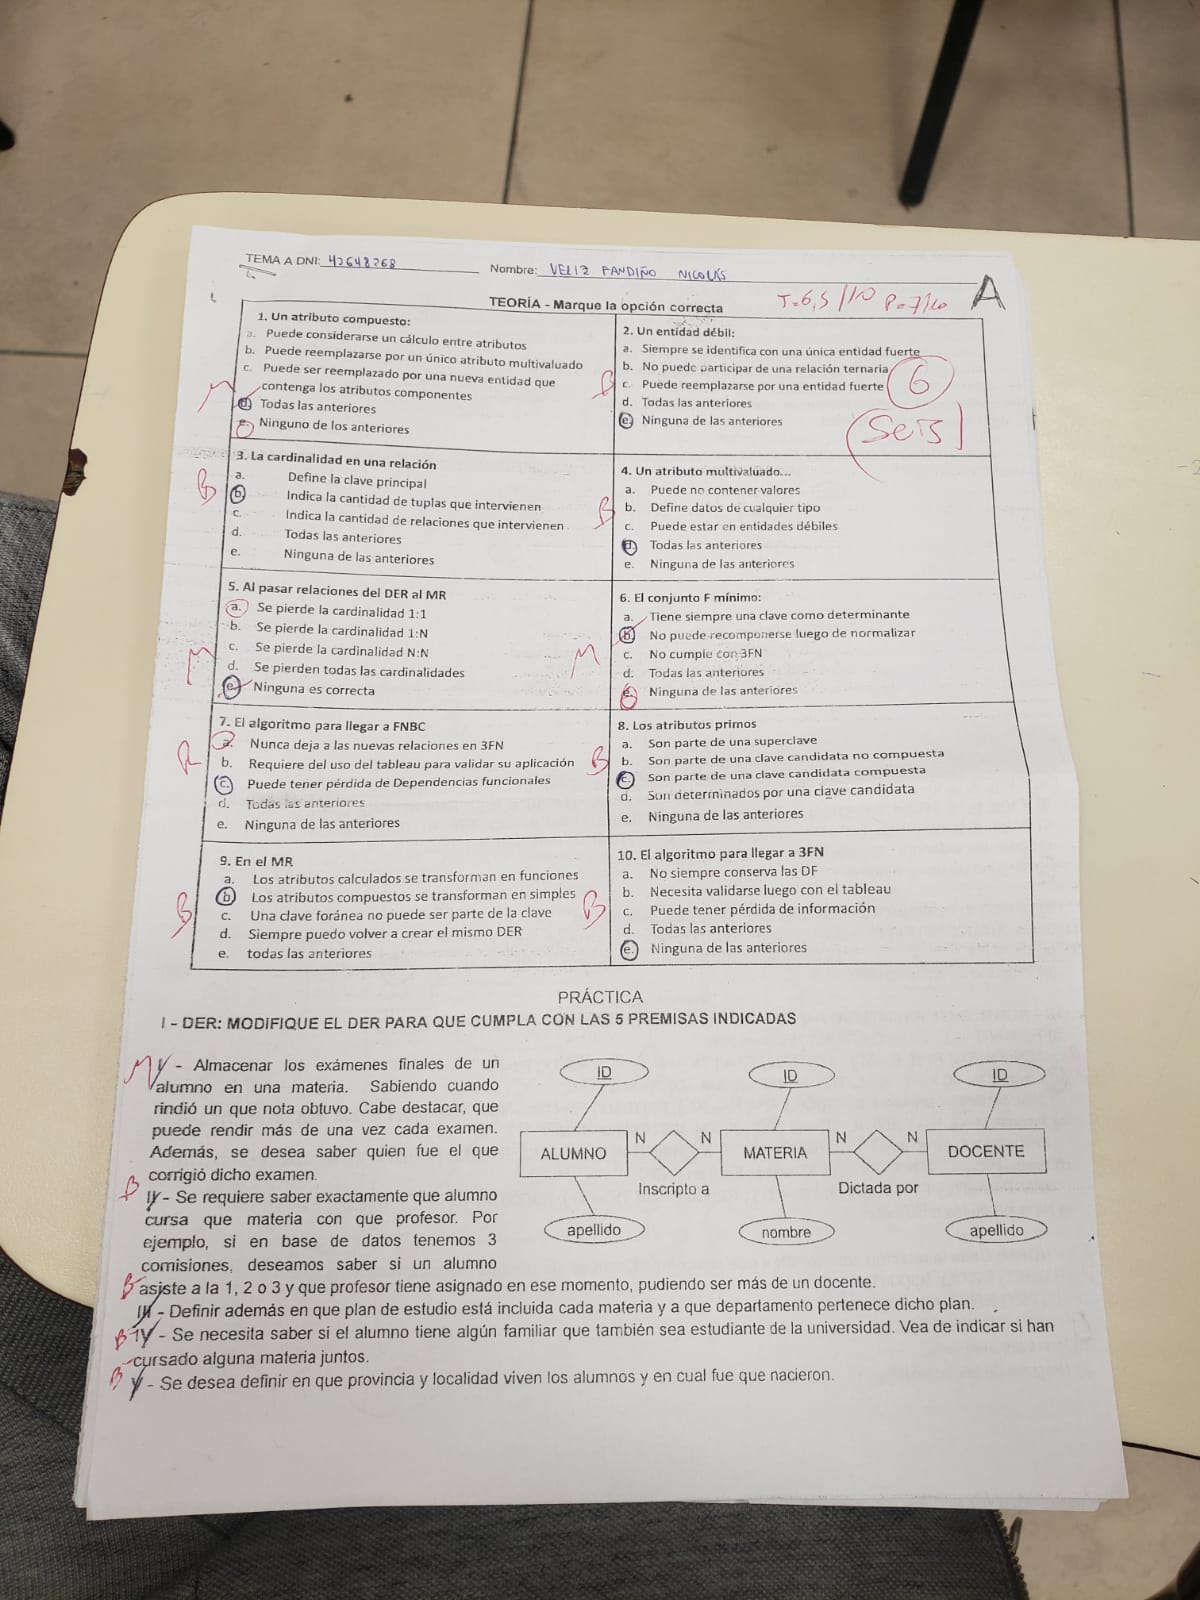 TEMA A DNI: 42648268 Nombre: VELIZ FANDIÑO NICOLÁS
A
TEORÍA - Marque la opción correcta T=6,5/10 P=7/10
6
(SEIS)
1. Un atributo compuesto:
a. Puede considerarse un cálculo entre atributos
b. Puede reemplazarse por un único atributo multivaluado
c. Puede ser reemplazado por una nueva entidad que
contenga los atributos componentes
M d. Todas las anteriores
e. Ninguno de los anteriores
2. Un entidad débil:
a. Siempre se identifica con una única entidad fuerte
B b. No puede participar de una relación ternaria
c. Puede reemplazarse por una entidad fuerte
d. Todas las anteriores
e. Ninguna de las anteriores
3. La cardinalidad en una relación
a. Define la clave principal
B b. Indica la cantidad de tuplas que intervienen
c. Indica la cantidad de relaciones que intervienen
d. Todas las anteriores
e. Ninguna de las anteriores
4. Un atributo multivaluado...
a. Puede no contener valores
B b. Define datos de cualquier tipo
c. Puede estar en entidades débiles
d. Todas las anteriores
e. Ninguna de las anteriores
5. Al pasar relaciones del DER al MR
a. Se pierde la cardinalidad 1:1
b. Se pierde la cardinalidad 1:N
c. Se pierde la cardinalidad N:N
M d. Se pierden todas las cardinalidades
e. Ninguna es correcta
6. El conjunto F mínimo:
a. Tiene siempre una clave como determinante
b. No puede recomponerse luego de normalizar
M c. No cumple con 3FN
d. Todas las anteriores
e. Ninguna de las anteriores
7. El algoritmo para llegar a FNBC
a. Nunca deja a las nuevas relaciones en 3FN
R b. Requiere del uso del tableau para validar su aplicación
c. Puede tener pérdida de Dependencias funcionales
d. Todas las anteriores
e. Ninguna de las anteriores
8. Los atributos primos
a. Son parte de una superclave
B b. Son parte de una clave candidata no compuesta
c. Son parte de una clave candidata compuesta
d. Son determinados por una clave candidata
e. Ninguna de las anteriores
9. En el MR
a. Los atributos calculados se transforman en funciones
b. Los atributos compuestos se transforman en simples
B c. Una clave foránea no puede ser parte de la clave
d. Siempre puedo volver a crear el mismo DER
e. todas las anteriores
10. El algoritmo para llegar a 3FN
a. No siempre conserva las DF
b. Necesita validarse luego con el tableau
B c. Puede tener pérdida de información
d. Todas las anteriores
e. Ninguna de las anteriores
PRÁCTICA
I - DER: MODIFIQUE EL DER PARA QUE CUMPLA CON LAS 5 PREMISAS INDICADAS
M I - Almacenar los exámenes finales de un
alumno en una materia. Sabiendo cuando
rindió un que nota obtuvo. Cabe destacar, que
puede rendir más de una vez cada examen.
Además, se desea saber quien fue el que
corrigió dicho examen.
B II - Se requiere saber exactamente que alumno
cursa que materia con que profesor. Por
ejemplo, si en base de datos tenemos 3
comisiones, deseamos saber si un alumno
asiste a la 1, 2 o 3 y que profesor tiene asignado en ese momento, pudiendo ser más de un docente.
B III - Definir además en que plan de estudio está incluida cada materia y a que departamento pertenece dicho plan.
B IV - Se necesita saber si el alumno tiene algún familiar que también sea estudiante de la universidad. Vea de indicar si han
cursado alguna materia juntos.
B V - Se desea definir en que provincia y localidad viven los alumnos y en cual fue que nacieron.
ID ID ID
ALUMNO N N MATERIA N N DOCENTE
Inscripto a Dictada por
apellido nombre apellido